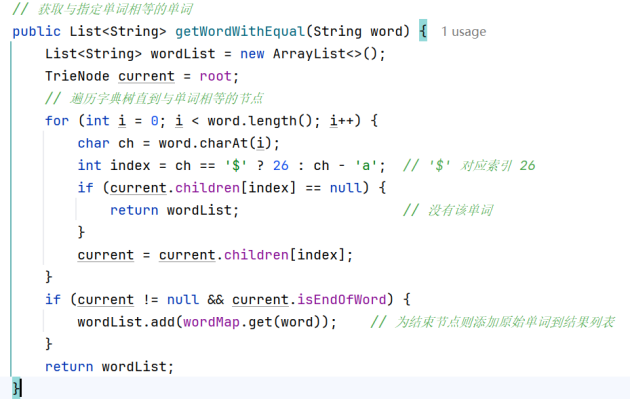 // 获取与指定单词相等的单词
public List<String> getWordWithEqual(String word) { 1 usage
    List<String> wordList = new ArrayList<>();
    TrieNode current = root;
    // 遍历字典树直到与单词相等的节点
    for (int i = 0; i < word.length(); i++) {
        char ch = word.charAt(i);
        int index = ch == '$' ? 26 : ch - 'a';  // '$' 对应索引 26
        if (current.children[index] == null) {
            return wordList;                    // 没有该单词
        }
        current = current.children[index];
    }
    if (current != null && current.isEndOfWord) {
        wordList.add(wordMap.get(word));    // 为结束节点则添加原始单词到结果列表
    }
    return wordList;
}